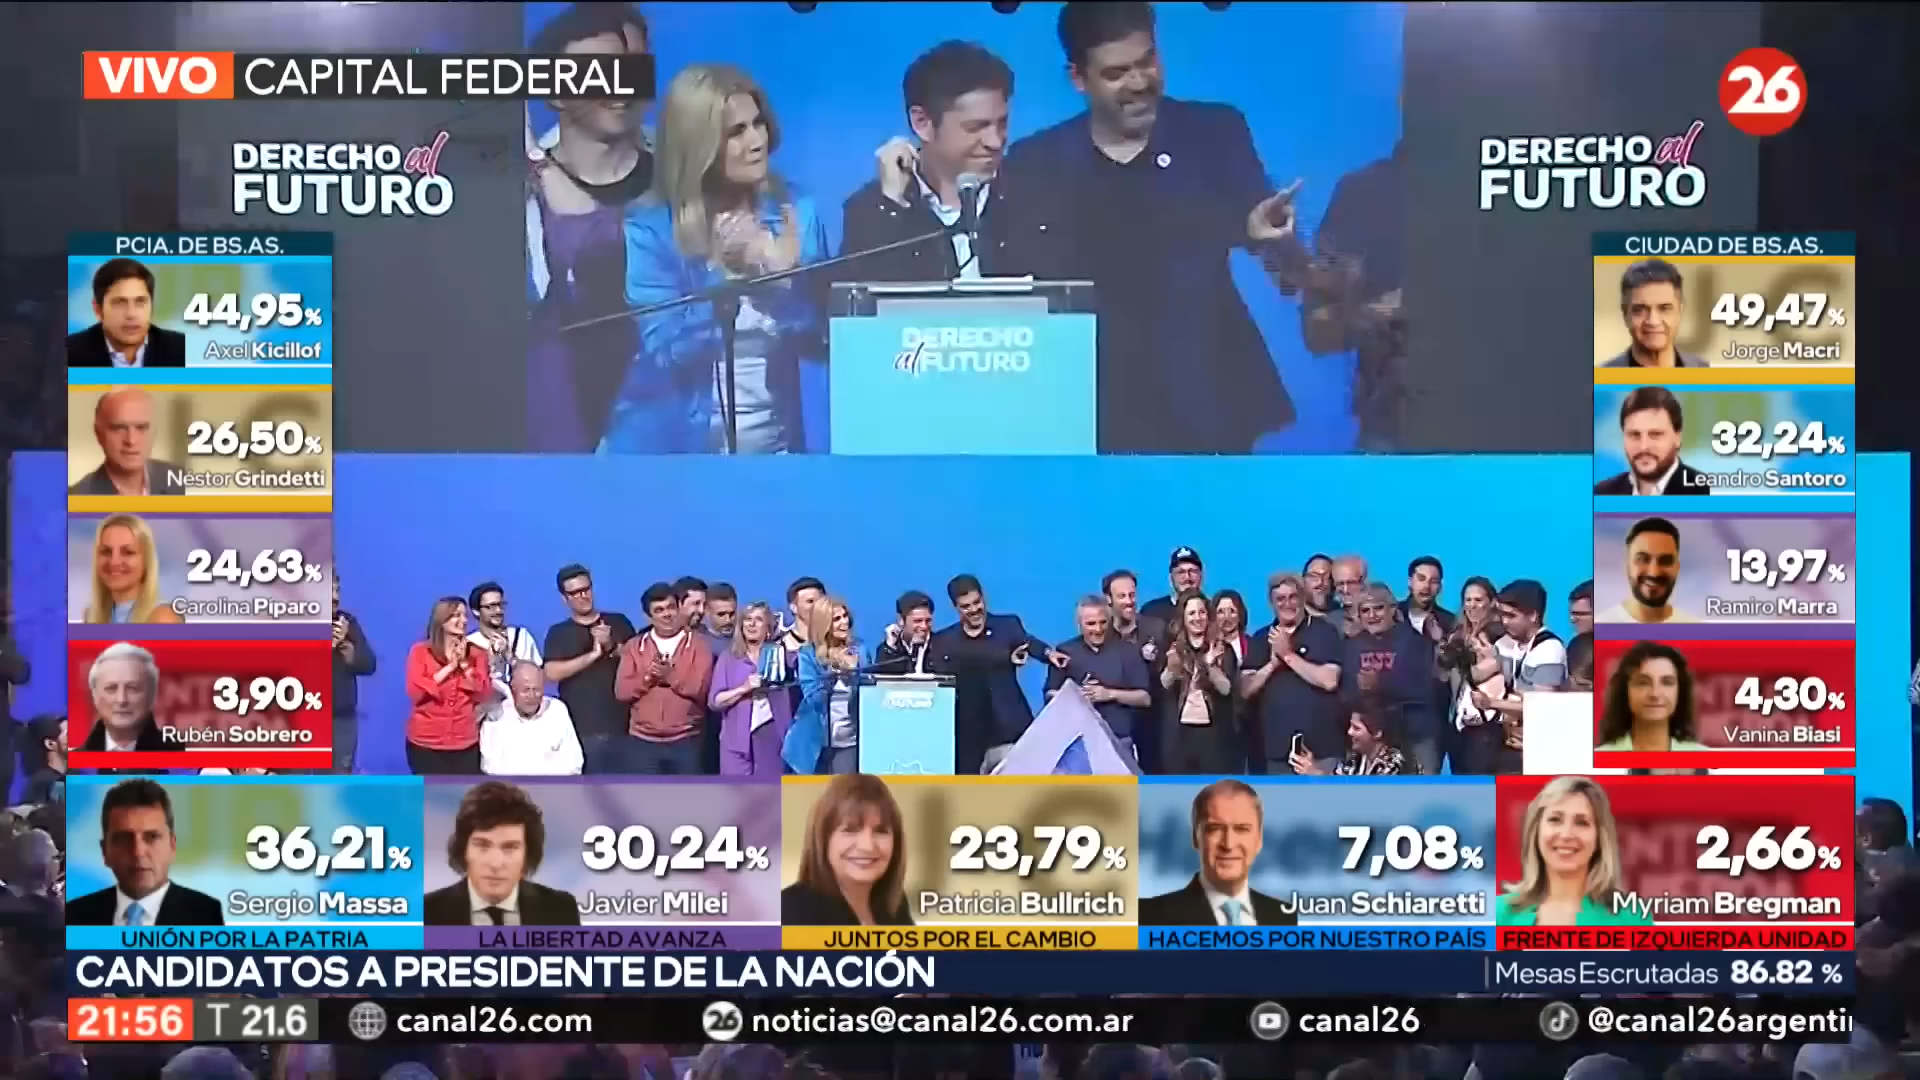 VIVO CAPITAL FEDERAL
26
DERECHO al
FUTURO
DERECHO al
FUTURO
DERECHO
al FUTURO
PCIA. DE BS.AS.
44,95%
Axel Kicillof
26,50%
Néstor Grindetti
24,63%
Carolina Píparo
3,90%
Rubén Sobrero
CIUDAD DE BS.AS.
49,47%
Jorge Macri
32,24%
Leandro Santoro
13,97%
Ramiro Marra
4,30%
Vanina Biasi
FUTURO
36,21%
Sergio Massa
UNIÓN POR LA PATRIA
30,24%
Javier Milei
LA LIBERTAD AVANZA
23,79%
Patricia Bullrich
JUNTOS POR EL CAMBIO
7,08%
Juan Schiaretti
HACEMOS POR NUESTRO PAÍS
2,66%
Myriam Bregman
FRENTE DE IZQUIERDA UNIDAD
CANDIDATOS A PRESIDENTE DE LA NACIÓN
Mesas Escrutadas 86.82 %
21:56 T 21.6 canal26.com 26 noticias@canal26.com.ar canal26 @canal26argenti